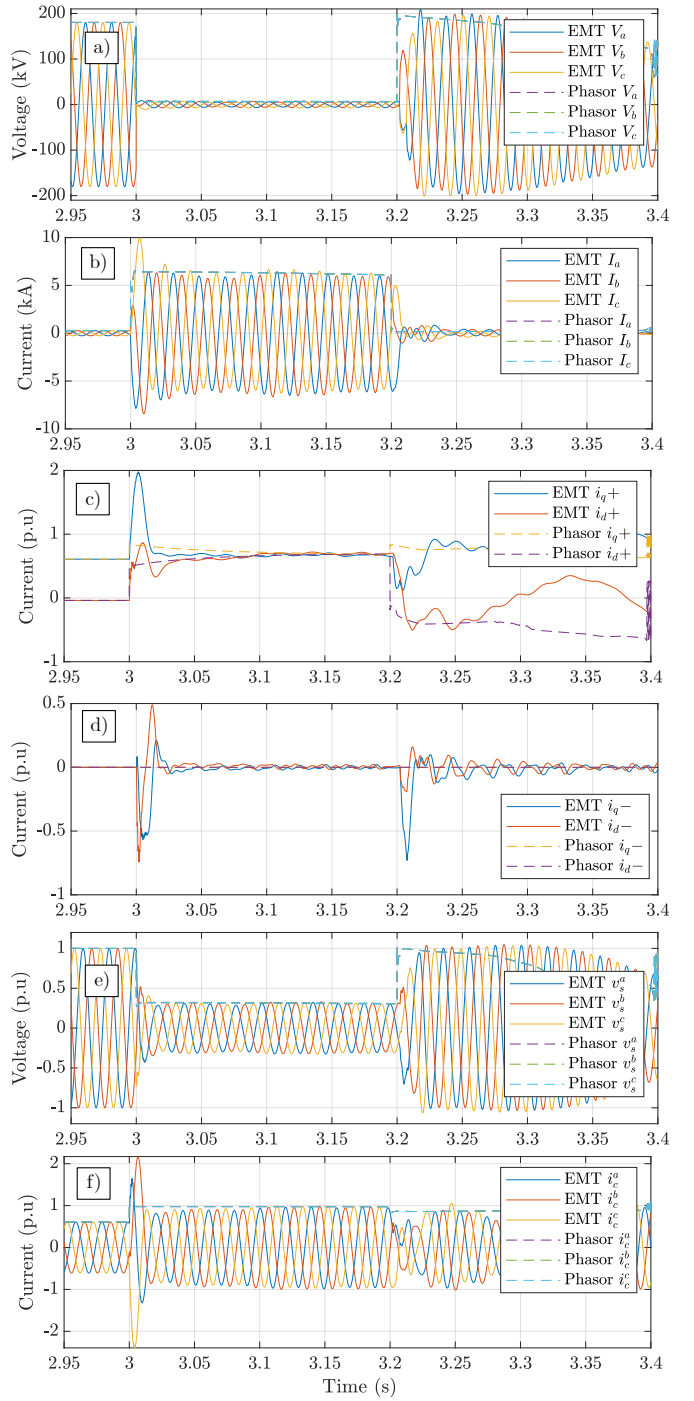 200
100
0
-100
-200
Voltage (kV)
a)
EMT V_a
EMT V_b
EMT V_c
Phasor V_a
Phasor V_b
Phasor V_c
2.95 3 3.05 3.1 3.15 3.2 3.25 3.3 3.35 3.4
10
5
0
-5
-10
Current (kA)
b)
EMT I_a
EMT I_b
EMT I_c
Phasor I_a
Phasor I_b
Phasor I_c
2.95 3 3.05 3.1 3.15 3.2 3.25 3.3 3.35 3.4
2
1
0
-1
Current (p.u)
c)
EMT i_q+
EMT i_d+
Phasor i_q+
Phasor i_d+
2.95 3 3.05 3.1 3.15 3.2 3.25 3.3 3.35 3.4
0.5
0
-0.5
-1
Current (p.u)
d)
EMT i_q−
EMT i_d−
Phasor i_q−
Phasor i_d−
2.95 3 3.05 3.1 3.15 3.2 3.25 3.3 3.35 3.4
1
0.5
0
-0.5
-1
Voltage (p.u)
e)
EMT v_s^a
EMT v_s^b
EMT v_s^c
Phasor v_s^a
Phasor v_s^b
Phasor v_s^c
2.95 3 3.05 3.1 3.15 3.2 3.25 3.3 3.35 3.4
2
1
0
-1
-2
Current (p.u)
f)
EMT i_c^a
EMT i_c^b
EMT i_c^c
Phasor i_c^a
Phasor i_c^b
Phasor i_c^c
2.95 3 3.05 3.1 3.15 3.2 3.25 3.3 3.35 3.4
Time (s)